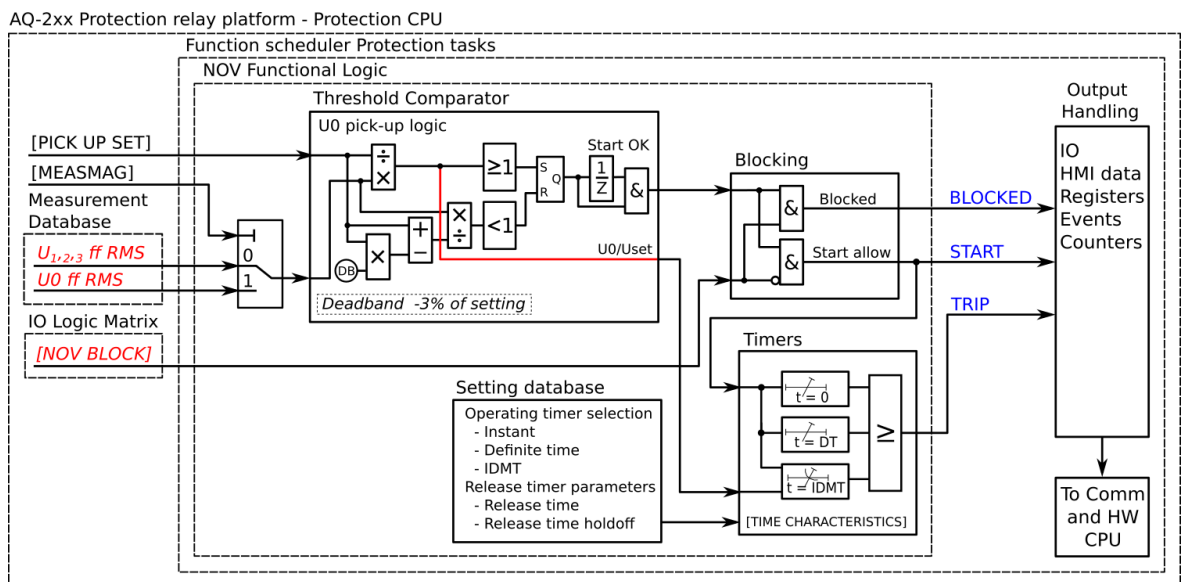 AQ-2xx Protection relay platform - Protection CPU
Function scheduler Protection tasks
NOV Functional Logic
Threshold Comparator
U0 pick-up logic
[PICK UP SET]
[MEASMAG]
Measurement
Database
U1,2,3 ff RMS
U0 ff RMS
0
1
IO Logic Matrix
[NOV BLOCK]
÷
×
≥1
S
R
Q
Start OK
1
Z
&
×
÷
<1
+
−
DB
×
U0/Uset
Deadband -3% of setting
Blocking
&
Blocked
&
Start allow
BLOCKED
START
TRIP
Output
Handling
IO
HMI data
Registers
Events
Counters
To Comm
and HW
CPU
Setting database
Operating timer selection
- Instant
- Definite time
- IDMT
Release timer parameters
- Release time
- Release time holdoff
Timers
t = 0
t = DT
t = IDMT
≥
[TIME CHARACTERISTICS]